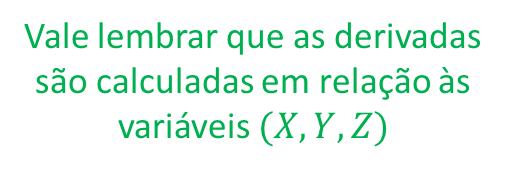 Vale lembrar que as derivadas
são calculadas em relação às
variáveis (X, Y, Z)